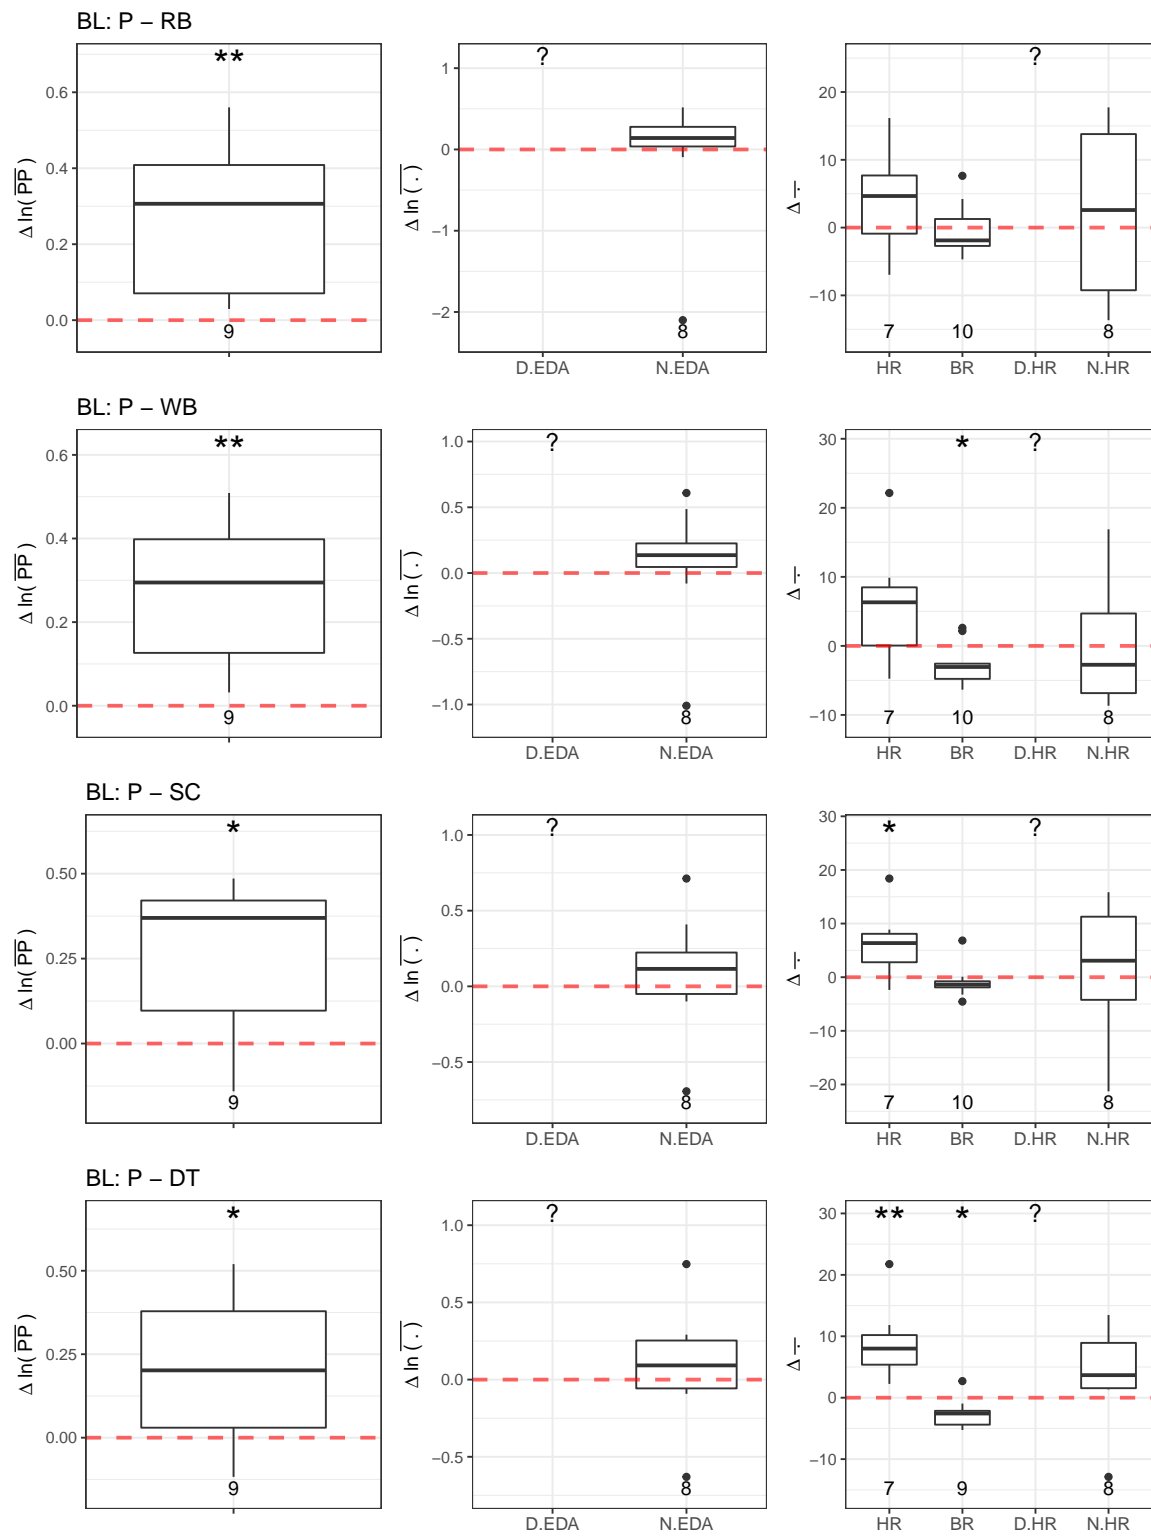 BL: P – RB
**
0.6
0.4
0.2
0.0
Δ ln( PP )
9
?
1
0
−1
−2
Δ ln ( . )
8
D.EDA N.EDA
?
20
10
0
−10
Δ .
7 10 8
HR BR D.HR N.HR
BL: P – WB
**
0.6
0.4
0.2
0.0
Δ ln( PP )
9
?
1.0
0.5
0.0
−0.5
−1.0
Δ ln ( . )
8
D.EDA N.EDA
* ?
30
20
10
0
−10
Δ .
7 10 8
HR BR D.HR N.HR
BL: P – SC
*
0.50
0.25
0.00
Δ ln( PP )
9
?
1.0
0.5
0.0
−0.5
Δ ln ( . )
8
D.EDA N.EDA
* ?
30
20
10
0
−10
−20
Δ .
7 10 8
HR BR D.HR N.HR
BL: P – DT
*
0.50
0.25
0.00
Δ ln( PP )
9
?
1.0
0.5
0.0
−0.5
Δ ln ( . )
8
D.EDA N.EDA
** * ?
30
20
10
0
−10
Δ .
7 9 8
HR BR D.HR N.HR